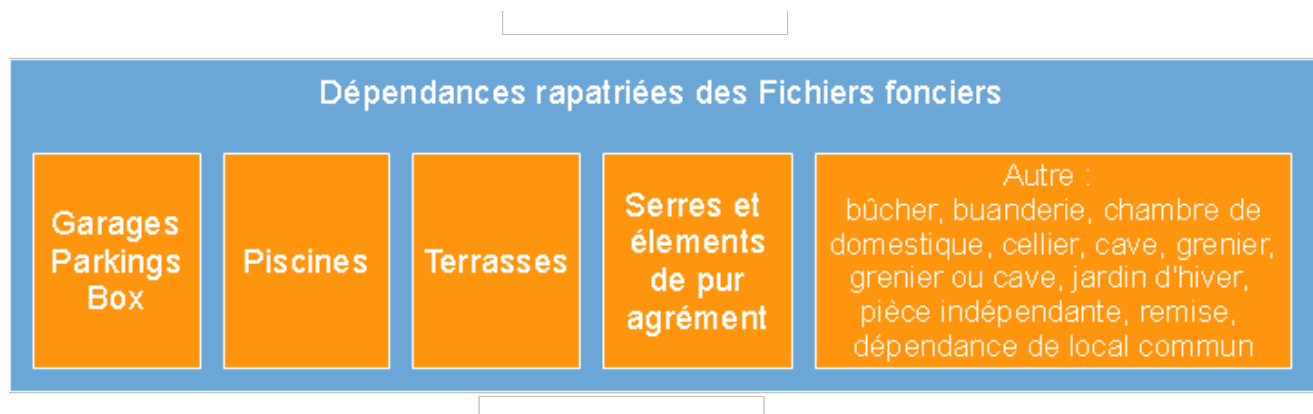 Dépendances rapatriées des Fichiers fonciers
Garages
Parkings
Box
Piscines
Terrasses
Serres et
élements
de pur
agrément
Autre :
bûcher, buanderie, chambre de
domestique, cellier, cave, grenier,
grenier ou cave, jardin d'hiver,
pièce indépendante, remise,
dépendance de local commun